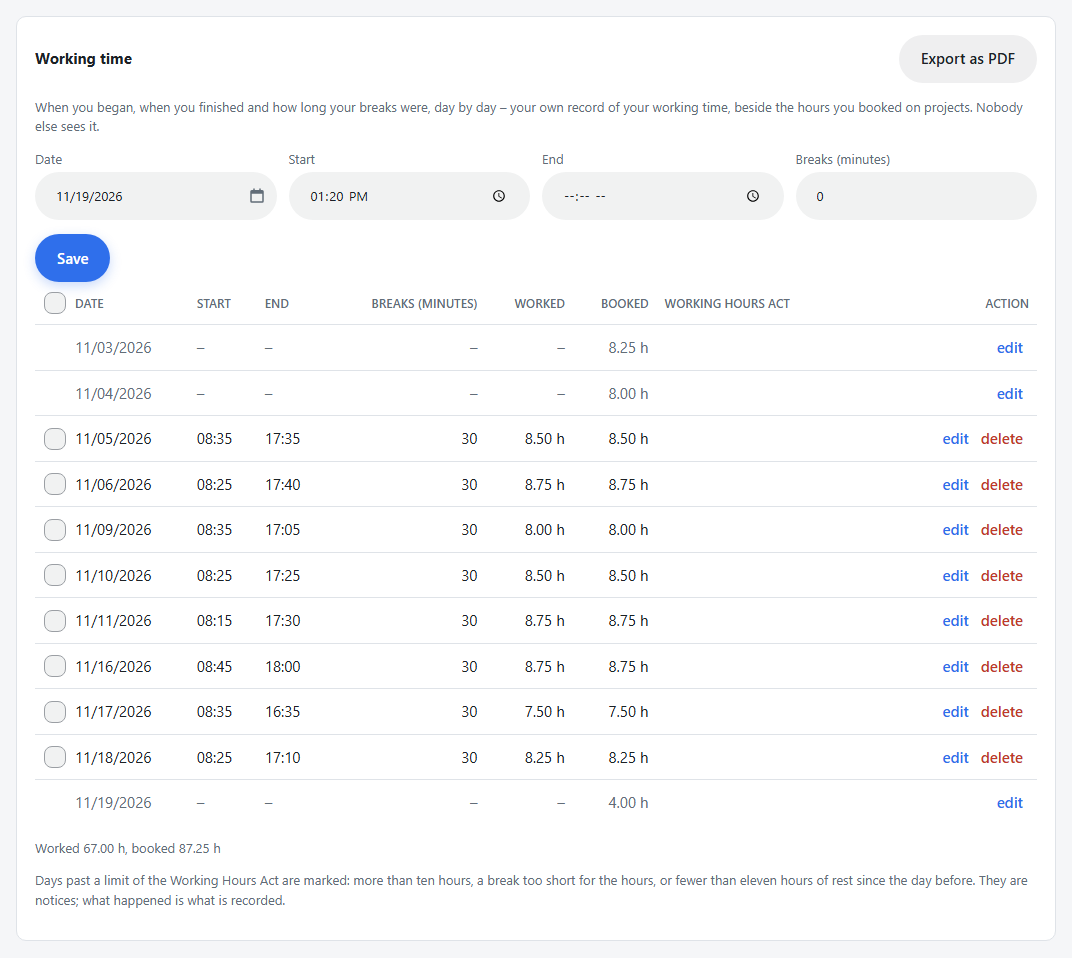 Working time
Export as PDF
When you began, when you finished and how long your breaks were, day by day – your own record of your working time, beside the hours you booked on projects. Nobody
else sees it.
Date Start End Breaks (minutes)
11/19/2026 01:20 PM --:-- -- 0
Save
DATE START END BREAKS (MINUTES) WORKED BOOKED WORKING HOURS ACT ACTION
11/03/2026 – – – – 8.25 h edit
11/04/2026 – – – – 8.00 h edit
11/05/2026 08:35 17:35 30 8.50 h 8.50 h edit delete
11/06/2026 08:25 17:40 30 8.75 h 8.75 h edit delete
11/09/2026 08:35 17:05 30 8.00 h 8.00 h edit delete
11/10/2026 08:25 17:25 30 8.50 h 8.50 h edit delete
11/11/2026 08:15 17:30 30 8.75 h 8.75 h edit delete
11/16/2026 08:45 18:00 30 8.75 h 8.75 h edit delete
11/17/2026 08:35 16:35 30 7.50 h 7.50 h edit delete
11/18/2026 08:25 17:10 30 8.25 h 8.25 h edit delete
11/19/2026 – – – – 4.00 h edit
Worked 67.00 h, booked 87.25 h
Days past a limit of the Working Hours Act are marked: more than ten hours, a break too short for the hours, or fewer than eleven hours of rest since the day before. They are
notices; what happened is what is recorded.